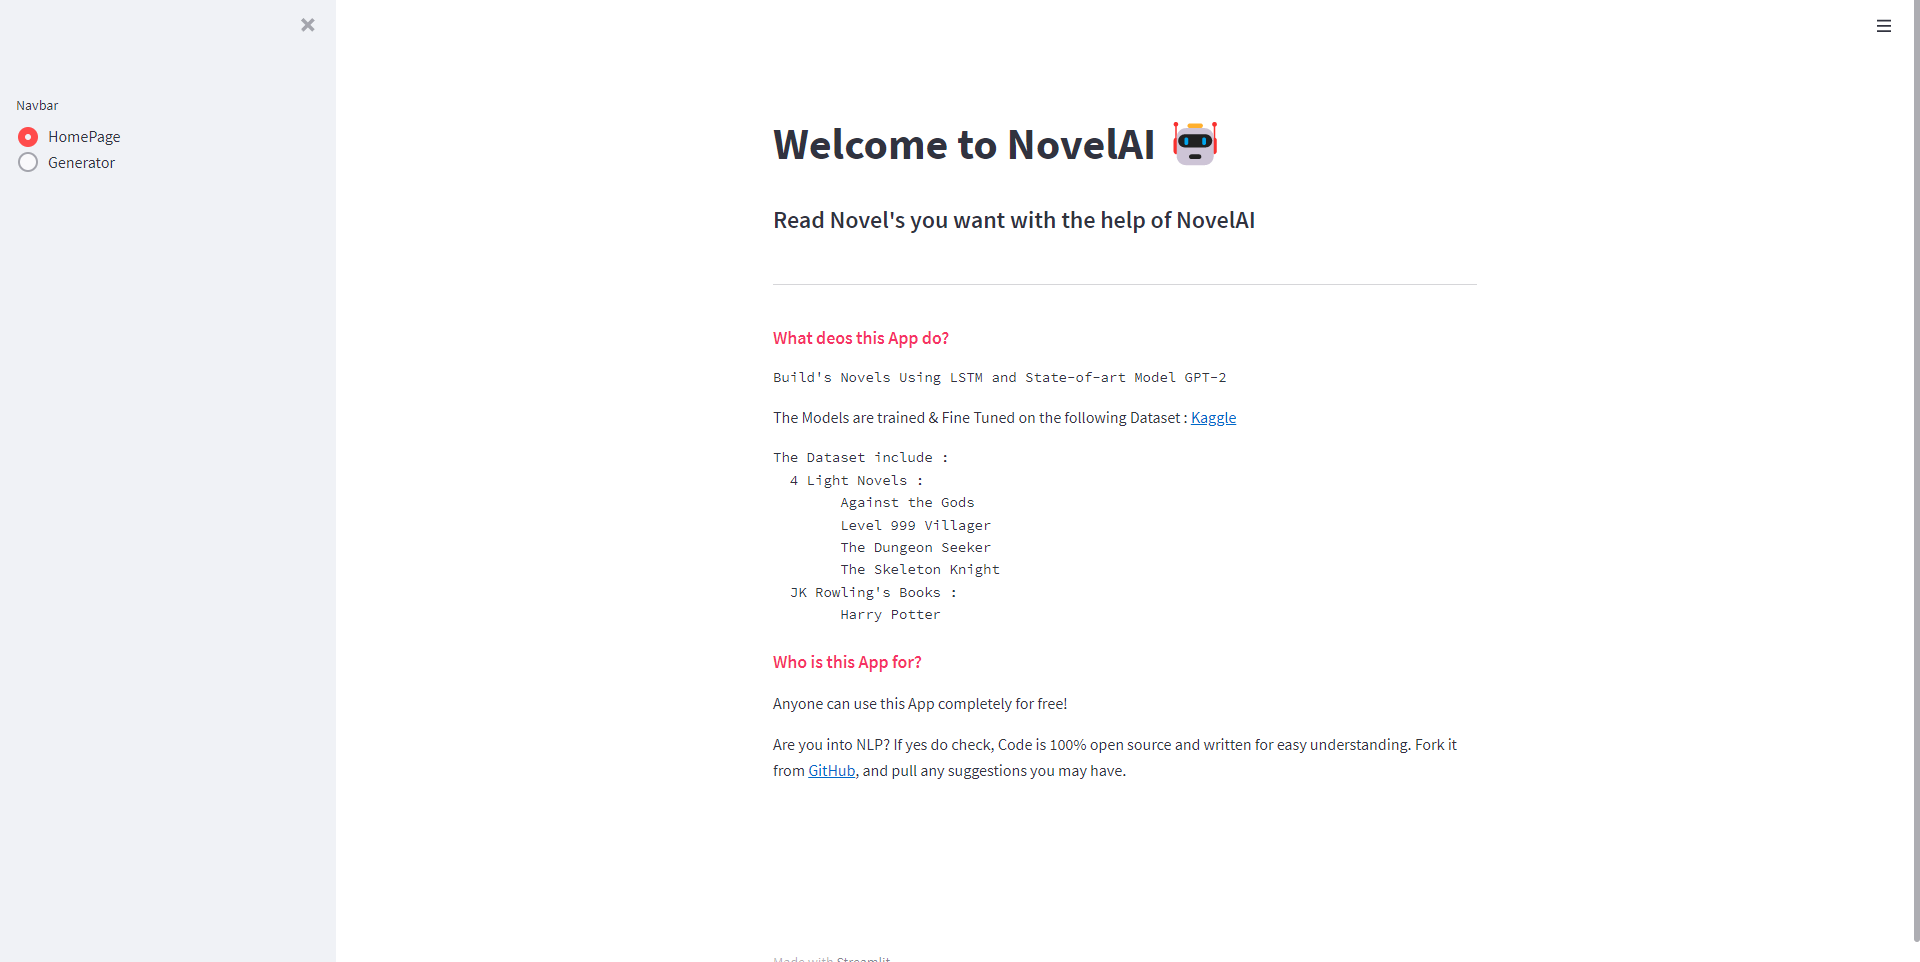 Navbar
HomePage
Generator
Welcome to NovelAI
Read Novel's you want with the help of NovelAI
What deos this App do?
Build's Novels Using LSTM and State-of-art Model GPT-2
The Models are trained & Fine Tuned on the following Dataset : Kaggle
The Dataset include :
4 Light Novels :
Against the Gods
Level 999 Villager
The Dungeon Seeker
The Skeleton Knight
JK Rowling's Books :
Harry Potter
Who is this App for?
Anyone can use this App completely for free!
Are you into NLP? If yes do check, Code is 100% open source and written for easy understanding. Fork it
from GitHub, and pull any suggestions you may have.
Made with Streamlit